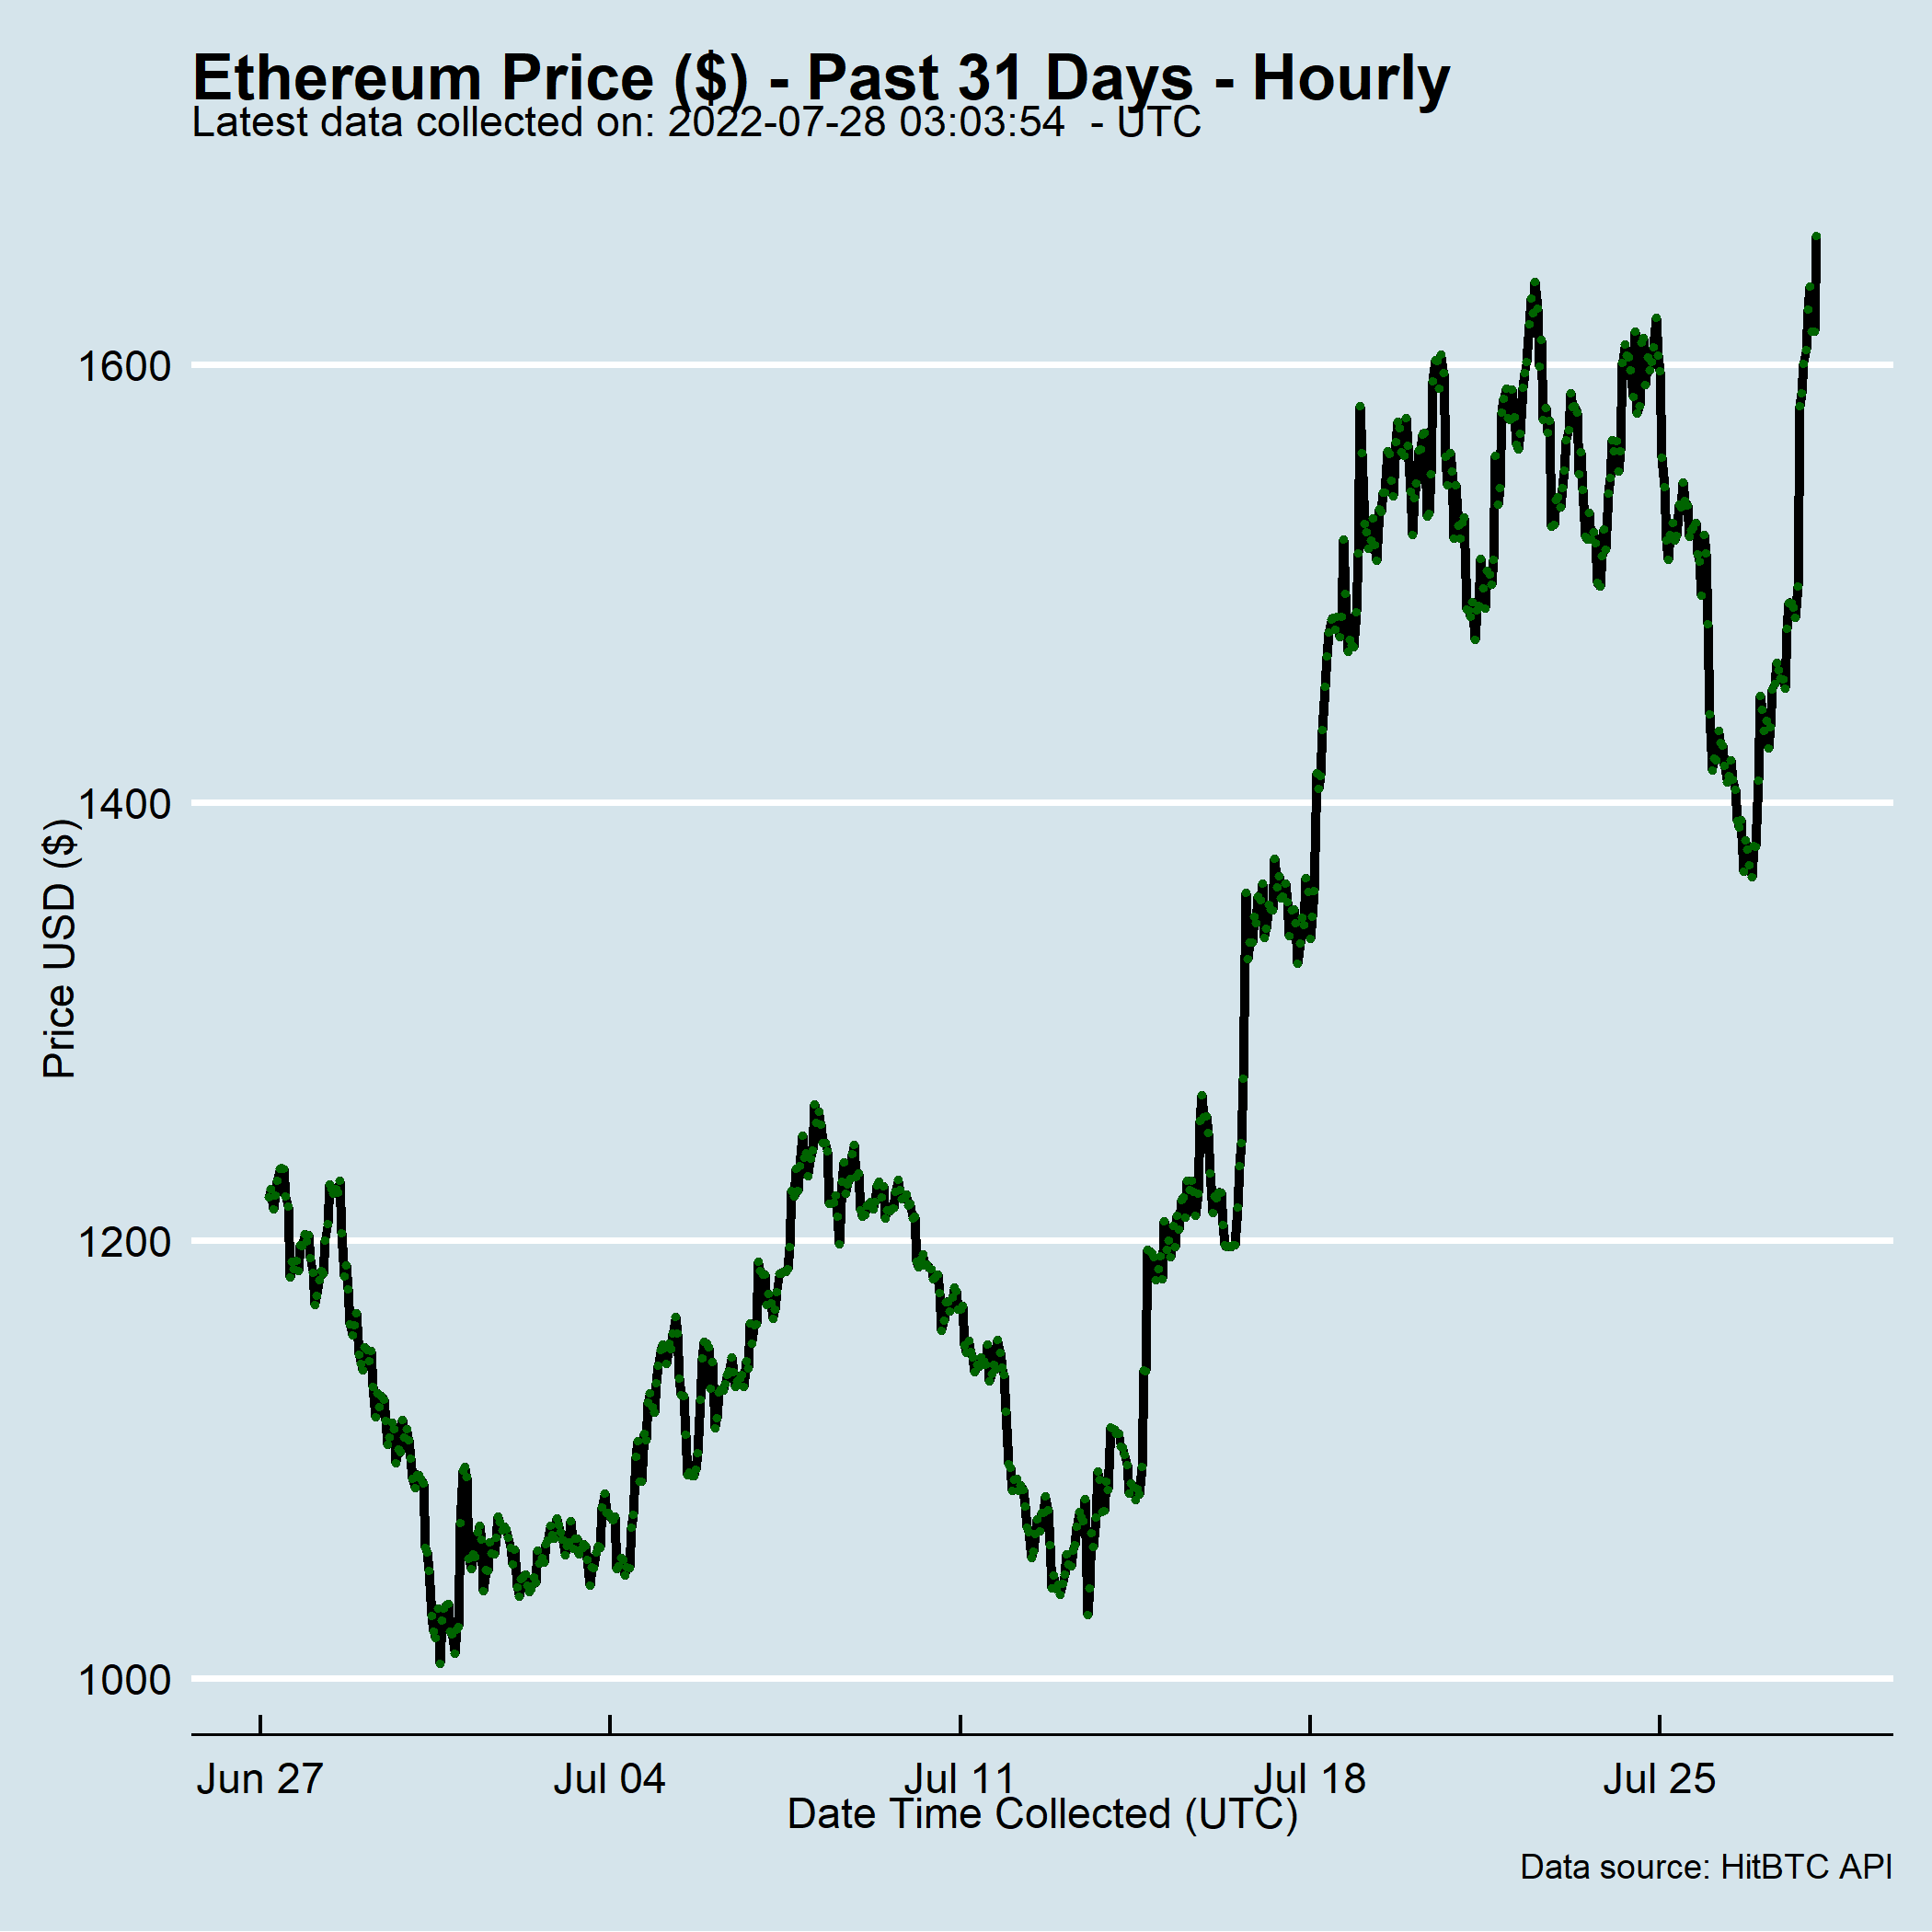 Ethereum Price ($) - Past 31 Days - Hourly
Latest data collected on: 2022-07-28 03:03:54  - UTC
1600
1400
1200
1000
Price USD ($)
Jun 27
Jul 04
Jul 11
Jul 18
Jul 25
Date Time Collected (UTC)
Data source: HitBTC API